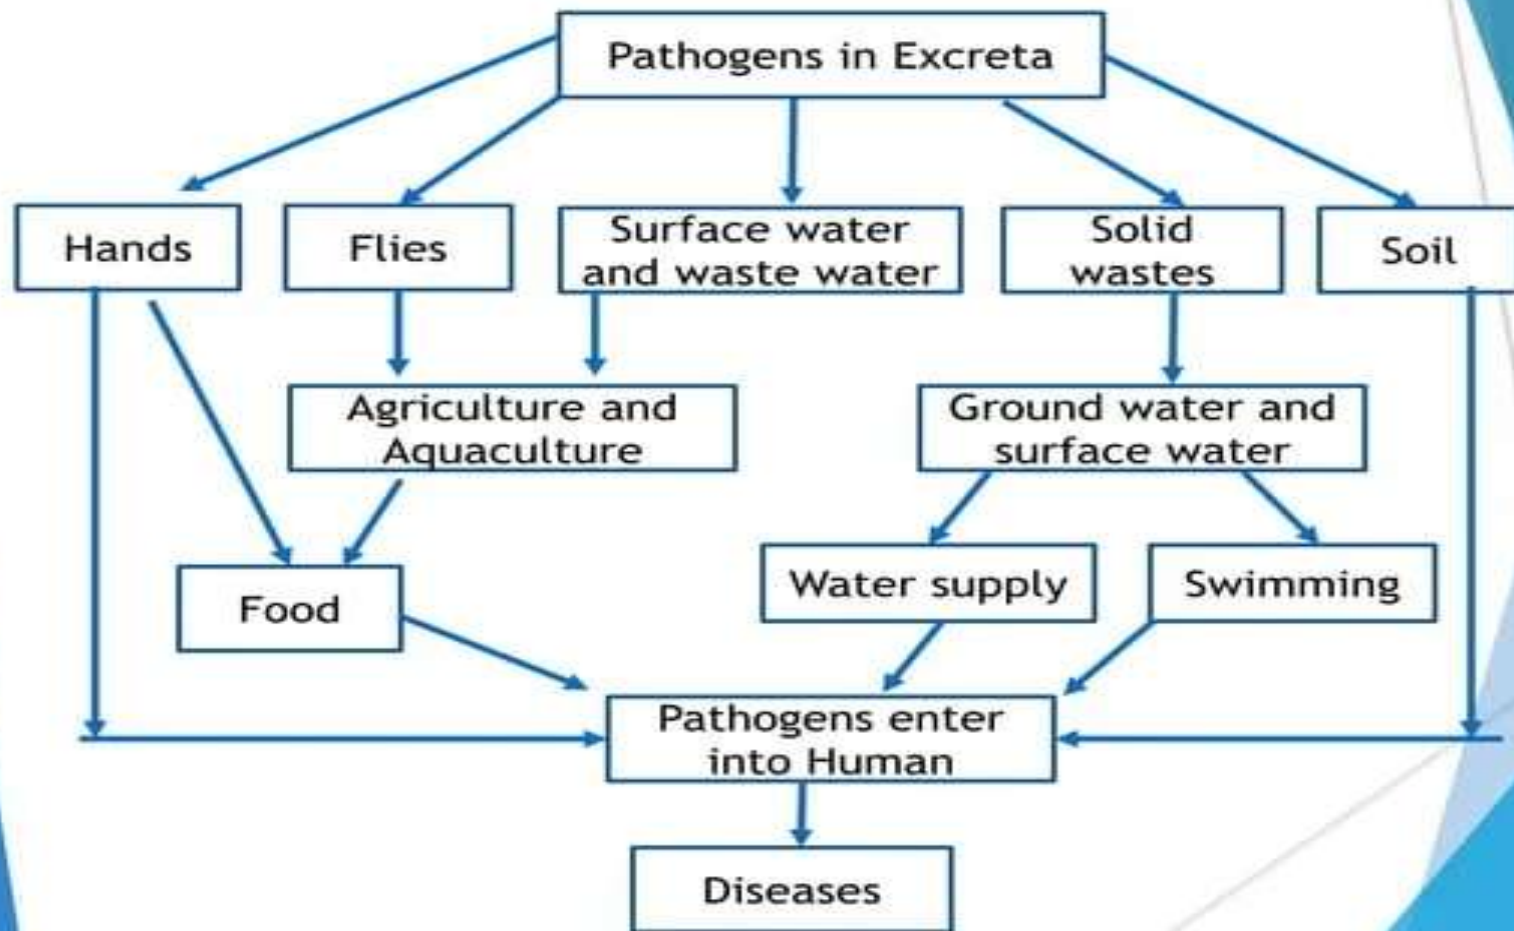 Pathogens in Excreta
Hands
Flies
Surface water
and waste water
Solid
wastes
Soil
Agriculture and
Aquaculture
Ground water and
surface water
Food
Water supply
Swimming
Pathogens enter
into Human
Diseases